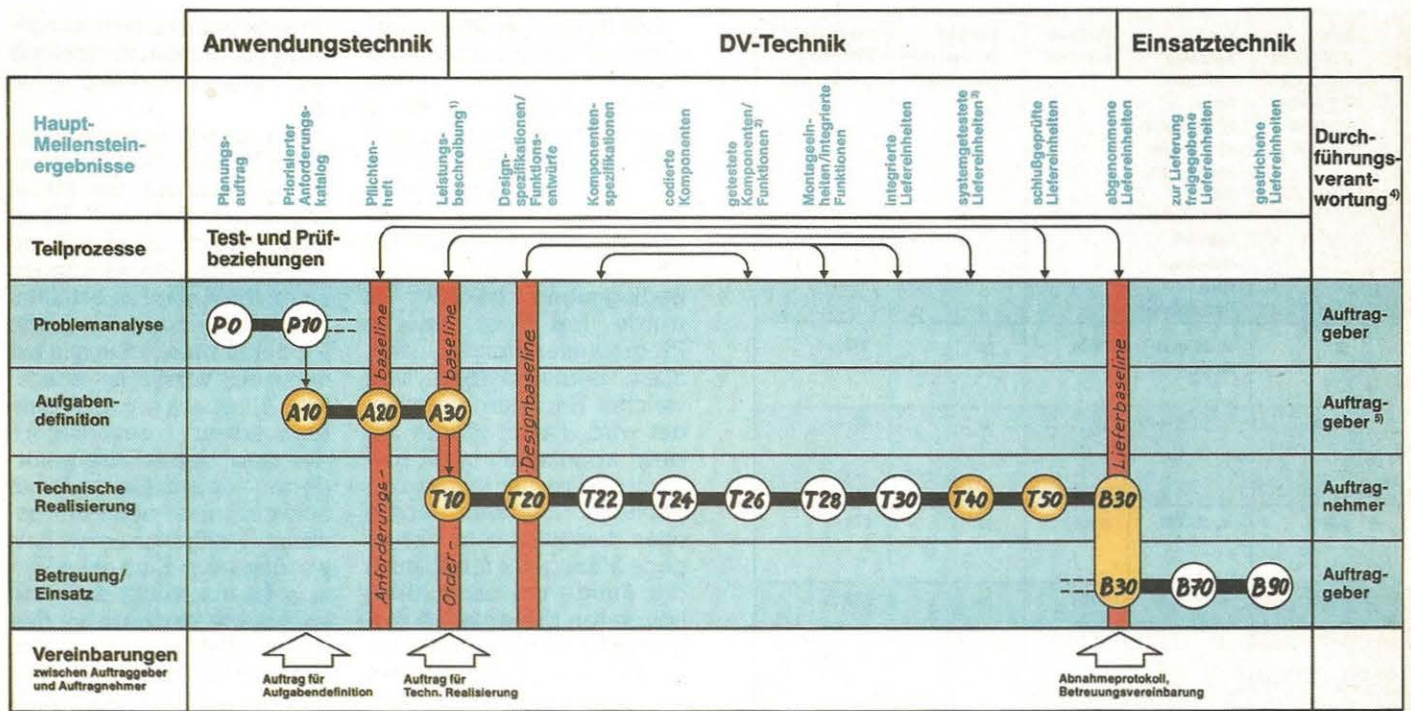 Anwendungstechnik
DV-Technik
Einsatztechnik
Haupt-
Meilenstein-
ergebnisse
Planungs-
auftrag
Priorisierter
Anforderungs-
katalog
Pflichten-
heft
Leistungs-
beschreibung 1)
Design-
spezifikationen/
Funktions-
entwürfe
Komponenten-
spezifikationen
codierte
Komponenten
getestete
Komponenten/
Funktionen 2)
Montageein-
heiten/integrierte
Funktionen
integrierte
Liefereinheiten
systemgetestete
Liefereinheiten 3)
schlußgeprüfte
Liefereinheiten
abgenommene
Liefereinheiten
zur Lieferung
freigegebene
Liefereinheiten
gestrichene
Liefereinheiten
Durch-
führungs-
verant-
wortung 4)
Teilprozesse
Test- und Prüf-
beziehungen
Problemanalyse
P0
P10
Auftrag-
geber
Aufgaben-
definition
A10
A20
A30
Auftrag-
geber 5)
Technische
Realisierung
T10
T20
T22
T24
T26
T28
T30
T40
T50
B30
Auftrag-
nehmer
Betreuung/
Einsatz
B30
B70
B90
Auftrag-
geber
Anforderungs- baseline
Order- baseline
Designbaseline
Lieferbaseline
Vereinbarungen
zwischen Auftraggeber
und Auftragnehmer
Auftrag für
Aufgabendefinition
Auftrag für
Techn. Realisierung
Abnahmeprotokoll,
Betreuungsvereinbarung